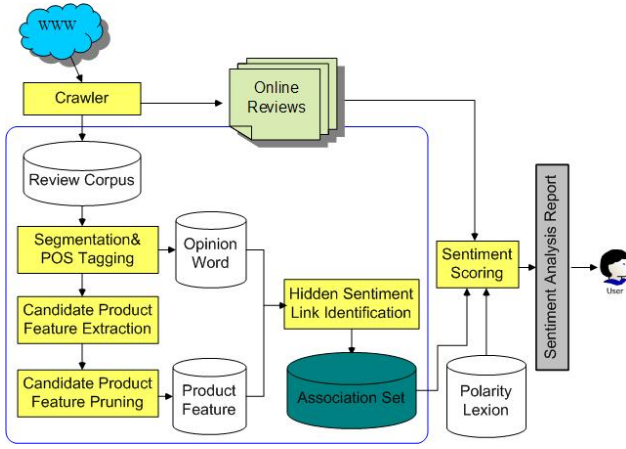 WWW
Crawler
Online
Reviews
Review Corpus
Segmentation&
POS Tagging
Opinion
Word
Candidate Product
Feature Extraction
Hidden Sentiment
Link Identification
Candidate Product
Feature Pruning
Product
Feature
Association Set
Sentiment
Scoring
Polarity
Lexion
Sentiment Analysis Report
User